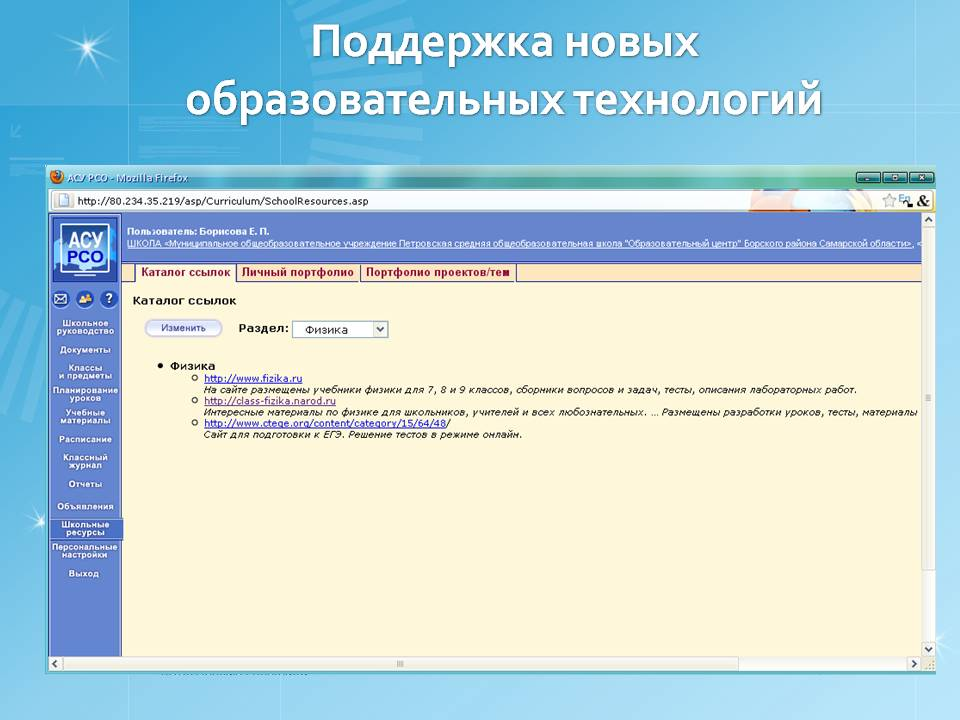 Поддержка новых
образовательных технологий
АСУ РСО - Mozilla Firefox
http://80.234.35.219/asp/Curriculum/SchoolResources.asp
En
&
АСУ
РСО
Пользователь: Борисова Е. П.
ШКОЛА «Муниципальное общеобразовательное учреждение Петровская средняя общеобразовательная школа "Образовательный центр" Борского района Самарской области», <
Каталог ссылок
Личный портфолио
Портфолио проектов/тем
?
Каталог ссылок
Изменить
Раздел:
Физика
Школьное
руководство
Документы
Классы
и предметы
Планирование
уроков
Учебные
материалы
Расписание
Классный
журнал
Отчеты
Объявления
Школьные
ресурсы
Персональные
настройки
Выход
Физика
http://www.fizika.ru
На сайте размещены учебники физики для 7, 8 и 9 классов, сборники вопросов и задач, тесты, описания лабораторных работ.
http://class-fizika.narod.ru
Интересные материалы по физике для школьников, учителей и всех любознательных. ... Размещены разработки уроков, тесты, материалы
http://www.ctege.org/content/category/15/64/48/
Сайт для подготовки к ЕГЭ. Решение тестов в режиме онлайн.